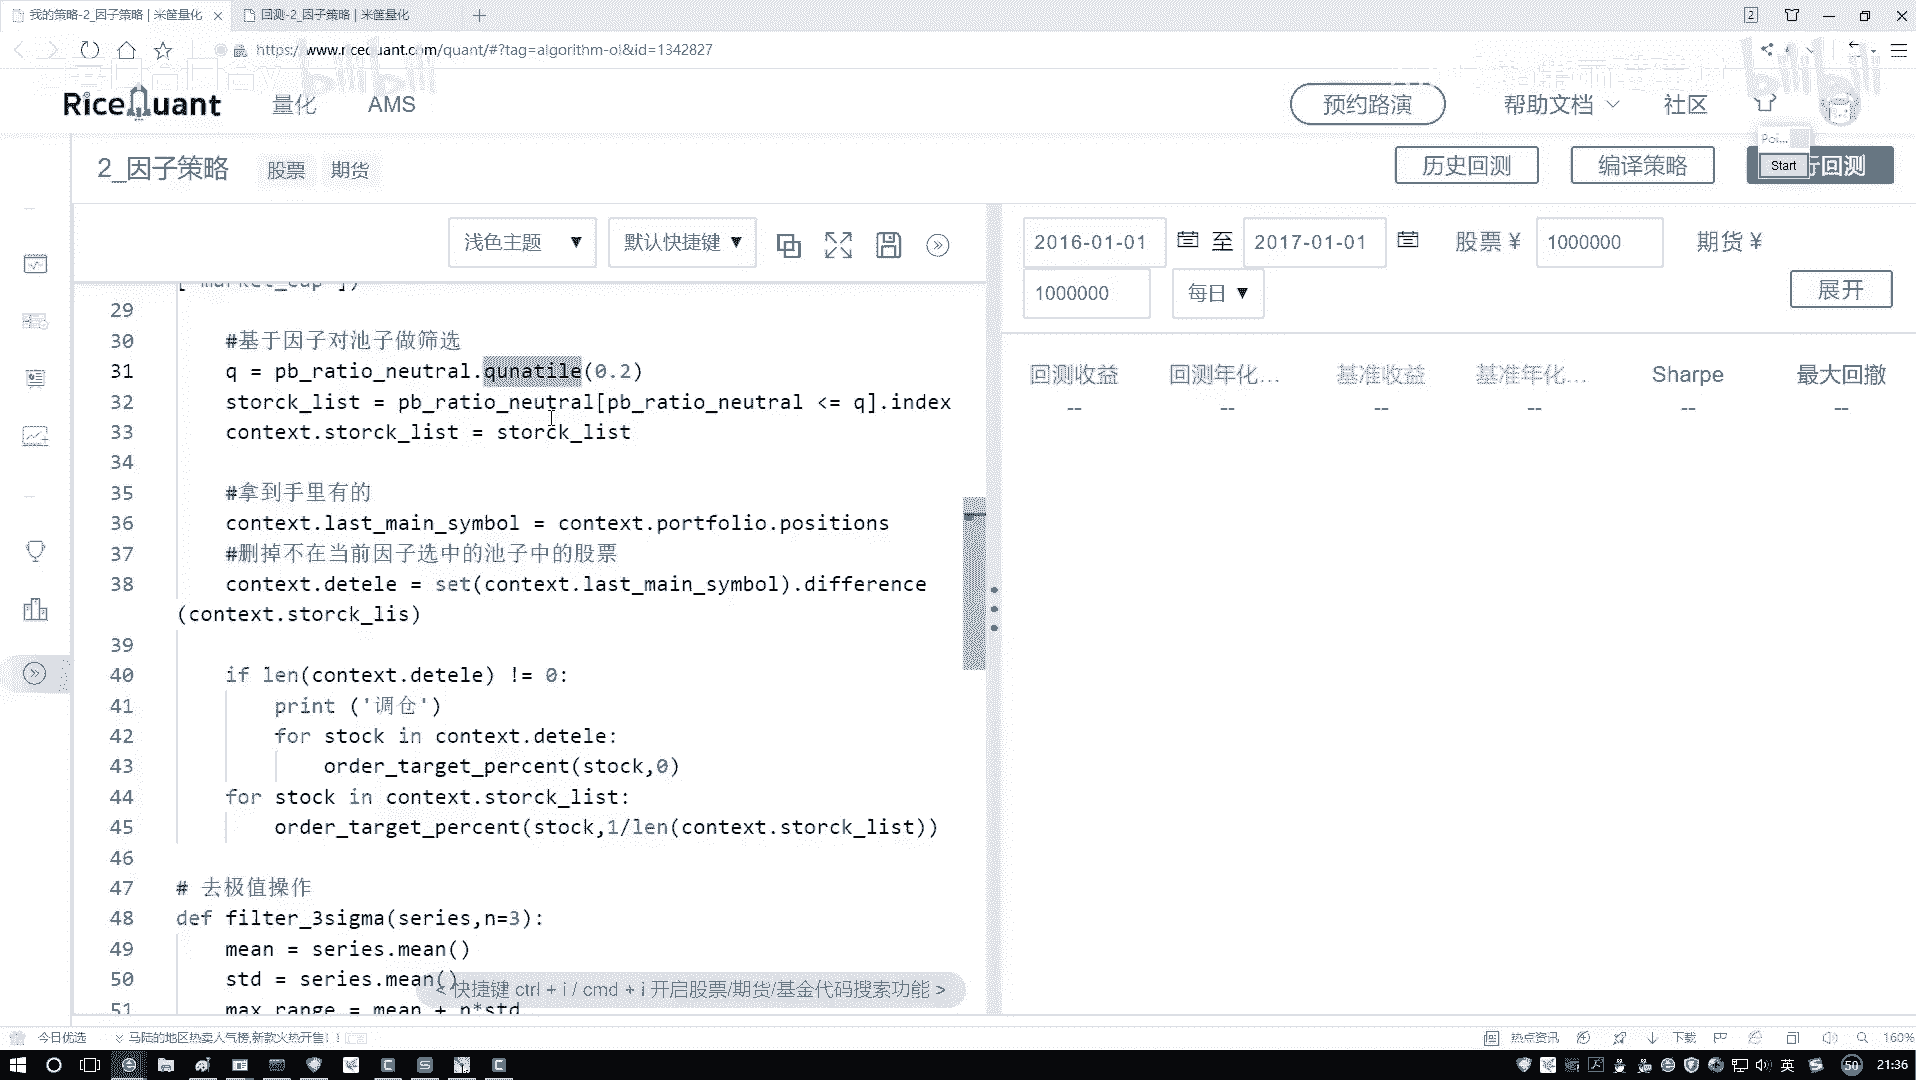 我的策略-2_因子策略 | 米筐量化
回测-2_因子策略 | 米筐量化
2
https://www.ricequant.com/quant/#?tag=algorithm-ol&id=1342827
bilibili
bilibili
RiceQuant
量化
AMS
预约路演
帮助文档
社区
Poi...
2_因子策略
股票
期货
历史回测
编译策略
Start
行回测
浅色主题 ▼
默认快捷键 ▼
2016-01-01
至
2017-01-01
股票 ¥
1000000
期货 ¥
1000000
每日 ▼
展开
回测收益
回测年化...
基准收益
基准年化...
Sharpe
最大回撤
--
--
--
--
--
--
['market_cap'])
29
30 #基于因子对池子做筛选
31 q = pb_ratio_neutral.qunatile(0.2)
32 storck_list = pb_ratio_neutral[pb_ratio_neutral <= q].index
33 context.storck_list = storck_list
34
35 #拿到手里有的
36 context.last_main_symbol = context.portfolio.positions
37 #删掉不在当前因子选中的池子中的股票
38 context.detele = set(context.last_main_symbol).difference
(context.storck_lis)
39
40 if len(context.detele) != 0:
41 print ('调仓')
42 for stock in context.detele:
43 order_target_percent(stock,0)
44 for stock in context.storck_list:
45 order_target_percent(stock,1/len(context.storck_list))
46
47 # 去极值操作
48 def filter_3sigma(series,n=3):
49 mean = series.mean()
50 std = series.mean()
51 max_range = mean + n*std
< 快捷键 ctrl + i / cmd + i 开启股票/期货/基金代码搜索功能 >
今日优选
马陆的地区热卖人气榜,新款火热开售!!
热点资讯
下载
160%
英
50
21:36